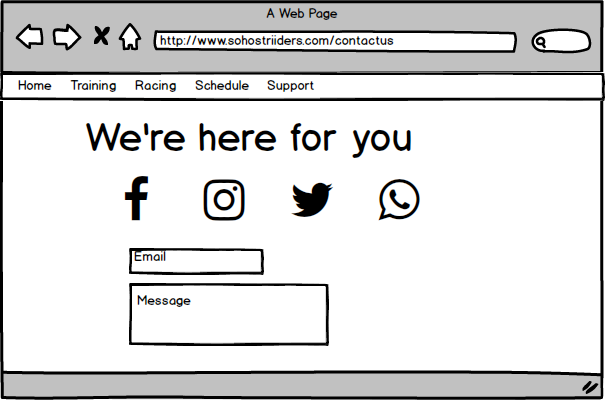 A Web Page
http://www.sohostriiders.com/contactus
Home Training Racing Schedule Support
We're here for you
Email
Message